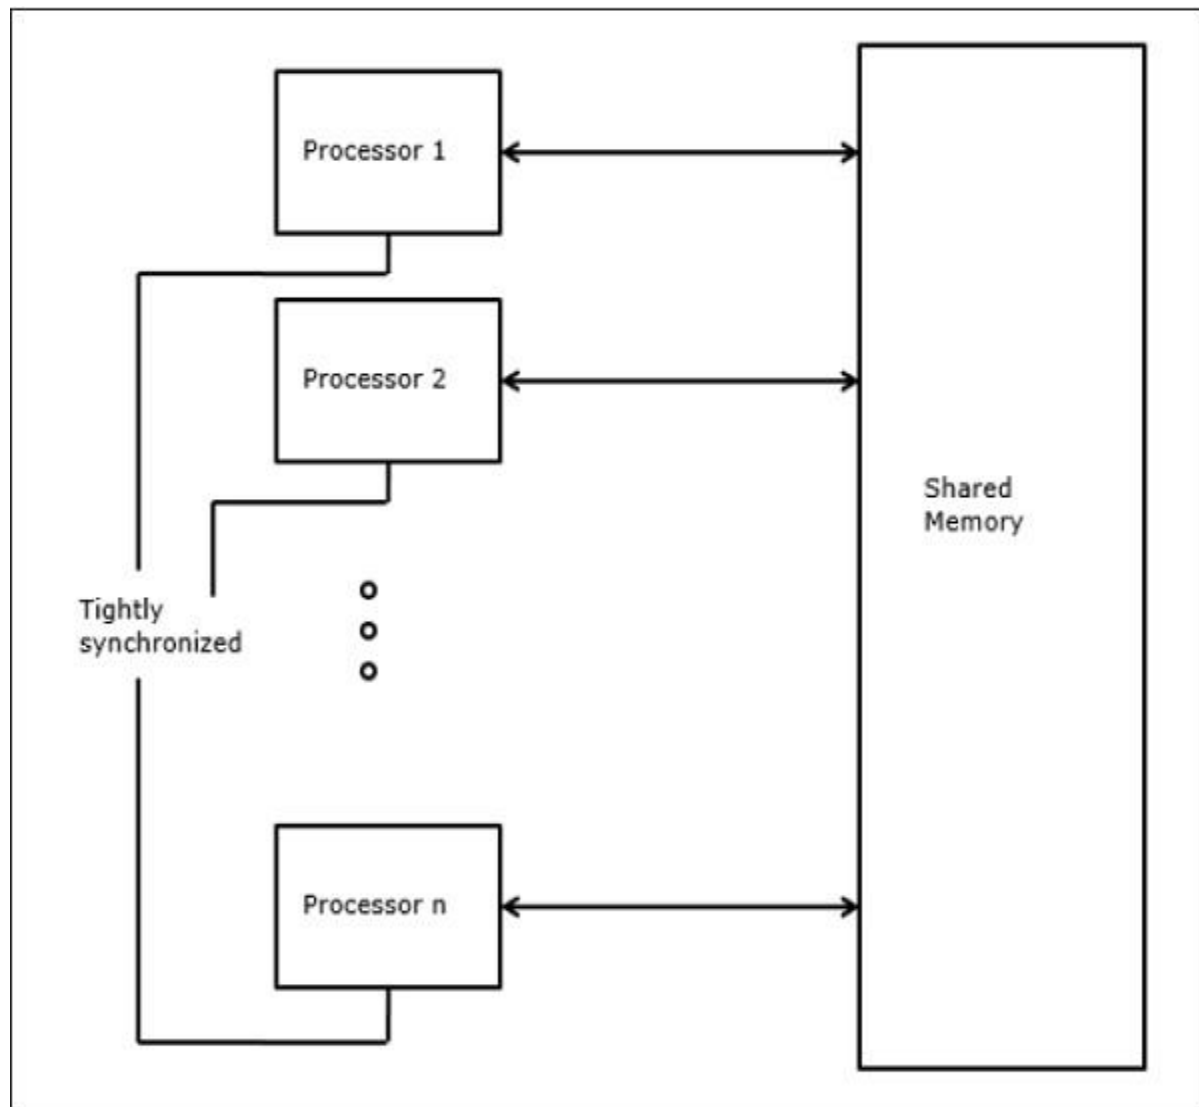 Processor 1
Processor 2
Shared
Memory
Tightly
synchronized
Processor n